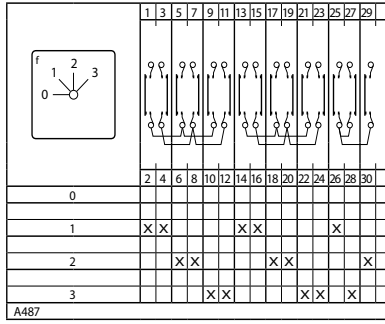 1 3 5 7 9 11 13 15 17 19 21 23 25 27 29
f
2
1 3
0
2 4 6 8 10 12 14 16 18 20 22 24 26 28 30
0
1 X X X X X
2 X X X X X
3 X X X X X
A487